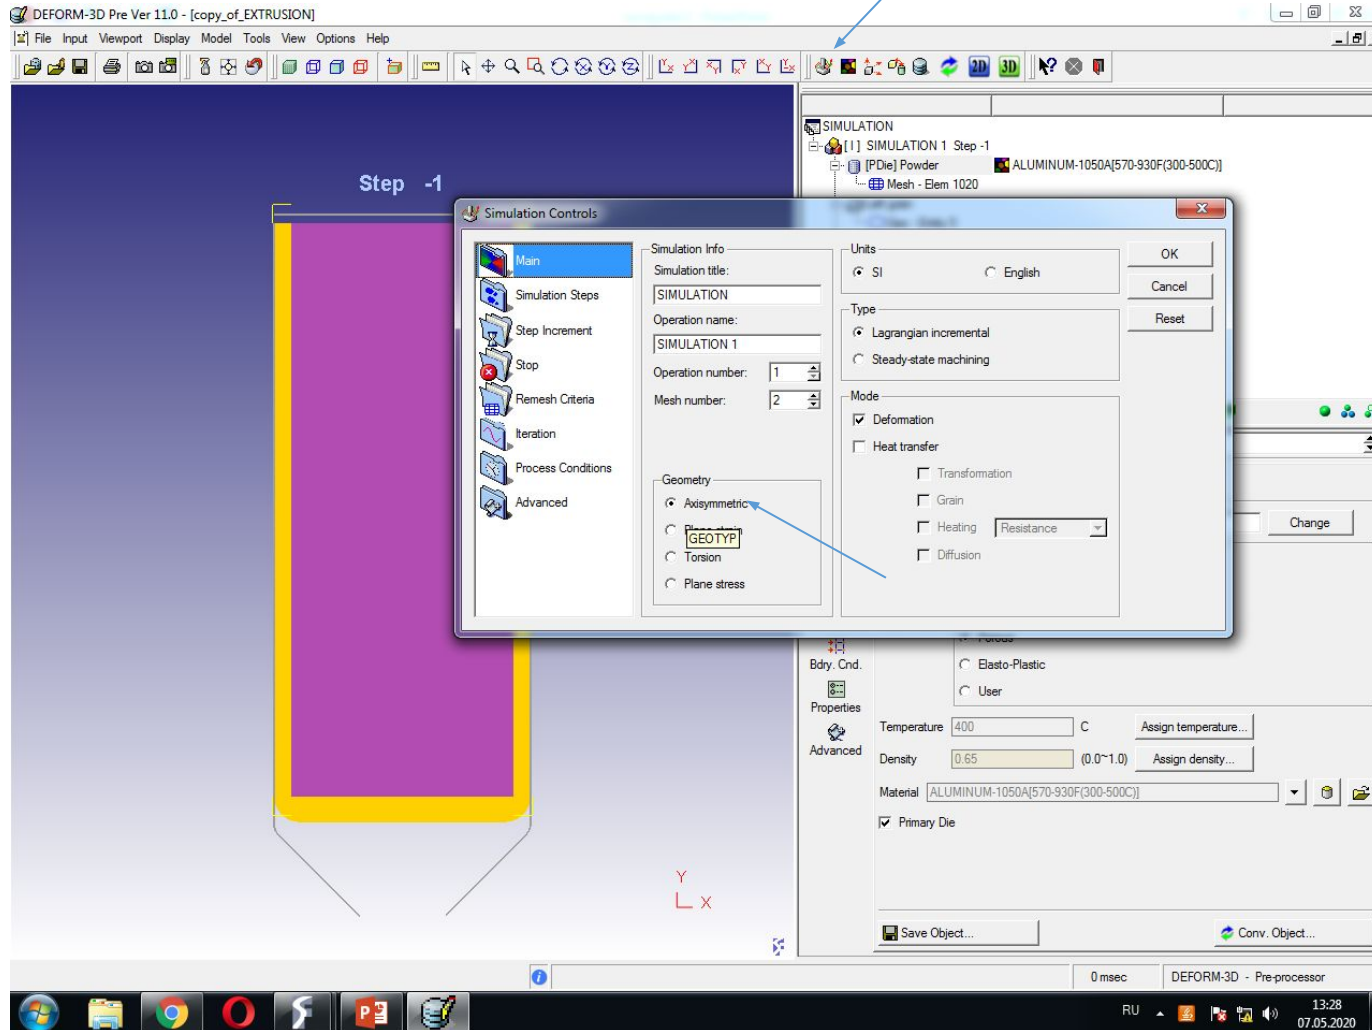 DEFORM-3D Pre Ver 11.0 - [copy_of_EXTRUSION]
File Input Viewport Display Model Tools View Options Help
2D 3D
SIMULATION
[1] SIMULATION 1 Step -1
[PDie] Powder ALUMINUM-1050A[570-930F(300-500C)]
Mesh - Elem 1020
Step -1
Simulation Controls
Main
Simulation Steps
Step Increment
Stop
Remesh Criteria
Iteration
Process Conditions
Advanced
Simulation Info
Simulation title:
SIMULATION
Operation name:
SIMULATION 1
Operation number: 1
Mesh number: 2
Geometry
Axisymmetric
Plane strain
GEOTYP
Torsion
Plane stress
Units
SI English
Type
Lagrangian incremental
Steady-state machining
Mode
Deformation
Heat transfer
Transformation
Grain
Heating Resistance
Diffusion
OK
Cancel
Reset
Change
Porous
Elasto-Plastic
User
Bdry. Cnd.
Properties
Advanced
Temperature 400 C Assign temperature...
Density 0.65 (0.0~1.0) Assign density...
Material ALUMINUM-1050A[570-930F(300-500C)]
Primary Die
Y
X
Save Object... Conv. Object...
0 msec DEFORM-3D - Pre-processor
RU 13:28
07.05.2020